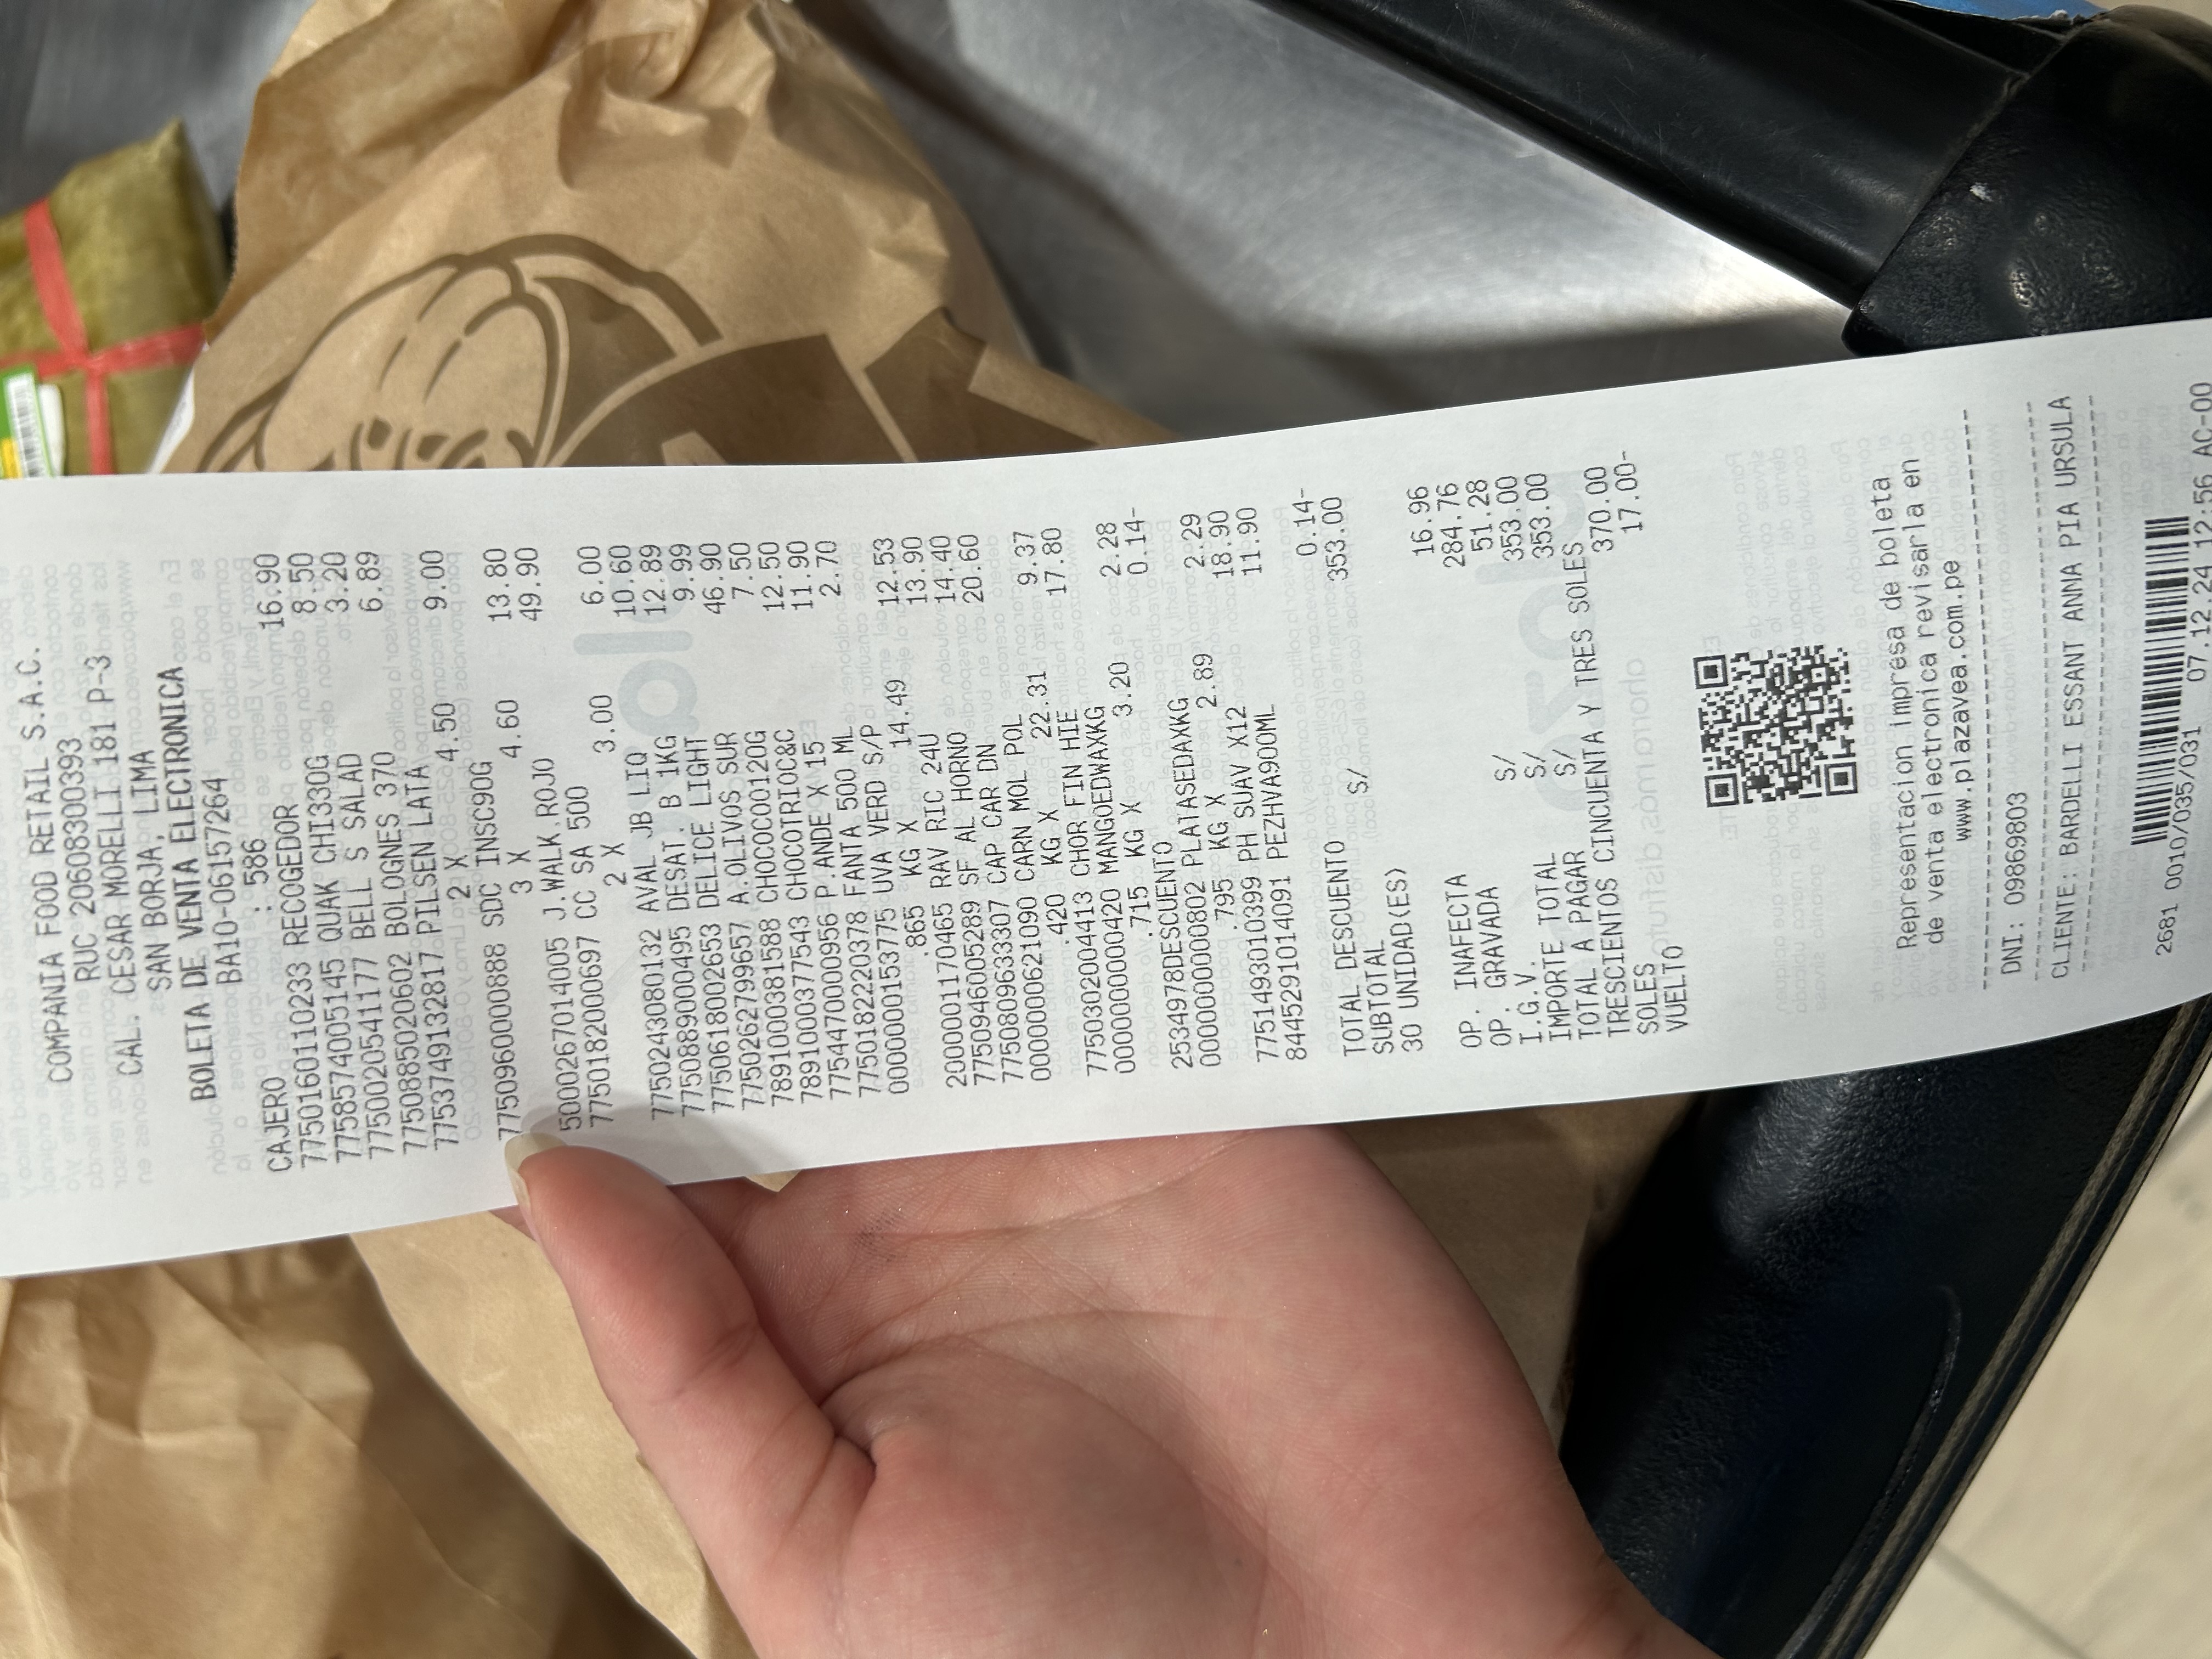 COMPANIA FOOD RETAIL S.A.C.
RUC 20608300393
CAL. CESAR MORELLI 181 P-3
SAN BORJA, LIMA
BOLETA DE VENTA ELECTRONICA
BA10-06157264
CAJERO : 586
7750160110233 RECOGEDOR 16.90
7758574005145 QUAK CHI330G 8.50
7750020541177 BELL S SALAD 3.20
7750885020602 BOLOGNES 370 6.89
7753749132817 PILSEN LATA
2 X 4.50 9.00
7750960000888 SDC INSC90G
3 X 4.60 13.80
5000267014005 J.WALK.ROJO 49.90
7750182000697 CC SA 500
2 X 3.00 6.00
7750243080132 AVAL JB LIQ 10.60
7750889000495 DESAT. B 1KG 12.89
7750618002653 DELICE LIGHT 9.99
7750262799657 A.OLIVOS SUR 46.90
7891000381588 CHOCOCOO120G 7.50
7891000377543 CHOCOTRIOC&C 12.50
7754470000956 P.ANDE X 15 11.90
7750182220378 FANTA 500 ML 2.70
0000000153775 UVA VERD S/P
.865 KG X 14.49 12.53
2000001170465 RAV RIC 24U 13.90
7750946005289 SF AL HORNO 14.40
7750809633307 CAP CAR DN 20.60
0000000621090 CARN MOL POL
.420 KG X 22.31 9.37
7750302004413 CHOR FIN HIE 17.80
0000000000420 MANGOEDWAXKG
.715 KG X 3.20 2.28
2534978DESCUENTO 0.14-
0000000000802 PLATASEDAXKG
.795 KG X 2.89 2.29
7751493010399 PH SUAV X12 18.90
8445291014091 PEZHVA900ML 11.90
TOTAL DESCUENTO 0.14-
SUBTOTAL S/ 353.00
30 UNIDAD(ES)
OP. INAFECTA 16.96
OP. GRAVADA 284.76
I.G.V. S/ 51.28
IMPORTE TOTAL S/ 353.00
TOTAL A PAGAR S/ 353.00
TRESCIENTOS CINCUENTA Y TRES SOLES
SOLES 370.00
VUELTO 17.00-
Representacion impresa de boleta
de venta electronica revisarla en
www.plazavea.com.pe
DNI: 09869803
CLIENTE: BARDELLI ESSANT ANMA PIA URSULA
2681 0010/035/031 07.12.24 12:56 AC-00